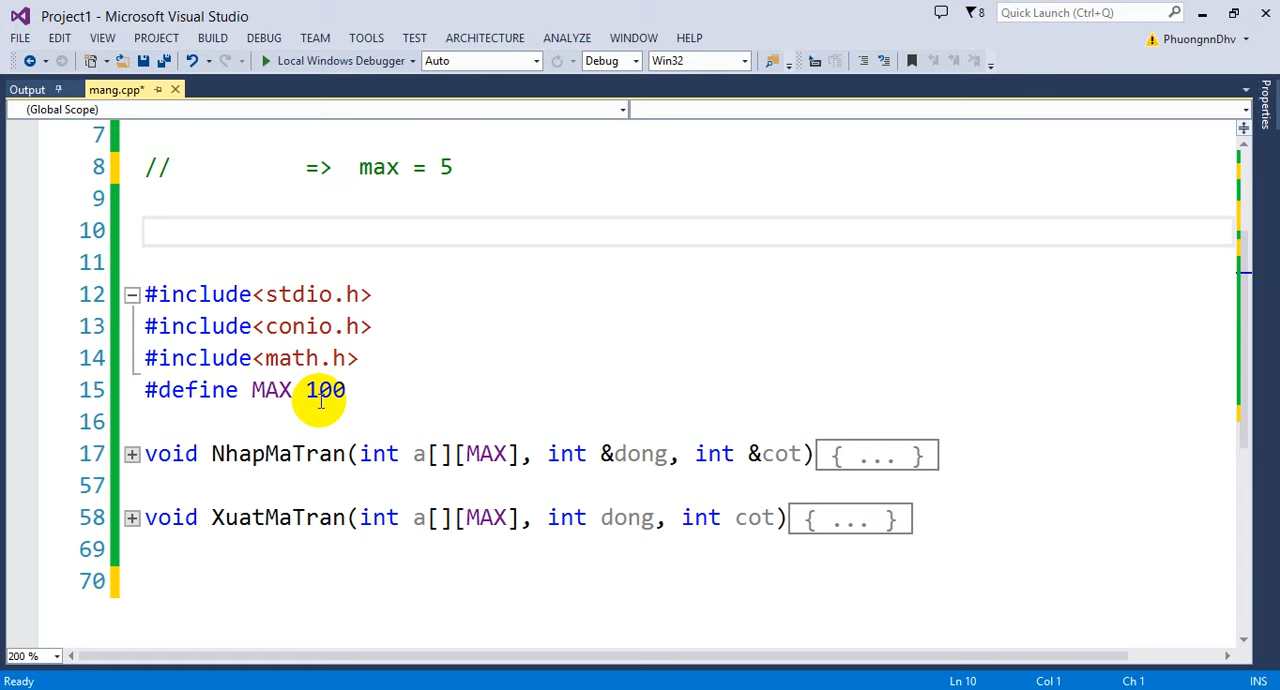 Project1 - Microsoft Visual Studio
8
Quick Launch (Ctrl+Q)
FILE EDIT VIEW PROJECT BUILD DEBUG TEAM TOOLS TEST ARCHITECTURE ANALYZE WINDOW HELP
PhuongnnDhv
Local Windows Debugger Auto Debug Win32
Output mang.cpp*
Properties
(Global Scope)
7
8 // => max = 5
9
10
11
12 #include<stdio.h>
13 #include<conio.h>
14 #include<math.h>
15 #define MAX 100
16
17 void NhapMaTran(int a[][MAX], int &dong, int &cot){ ... }
57
58 void XuatMaTran(int a[][MAX], int dong, int cot){ ... }
69
70
200 %
Ready Ln 10 Col 1 Ch 1 INS